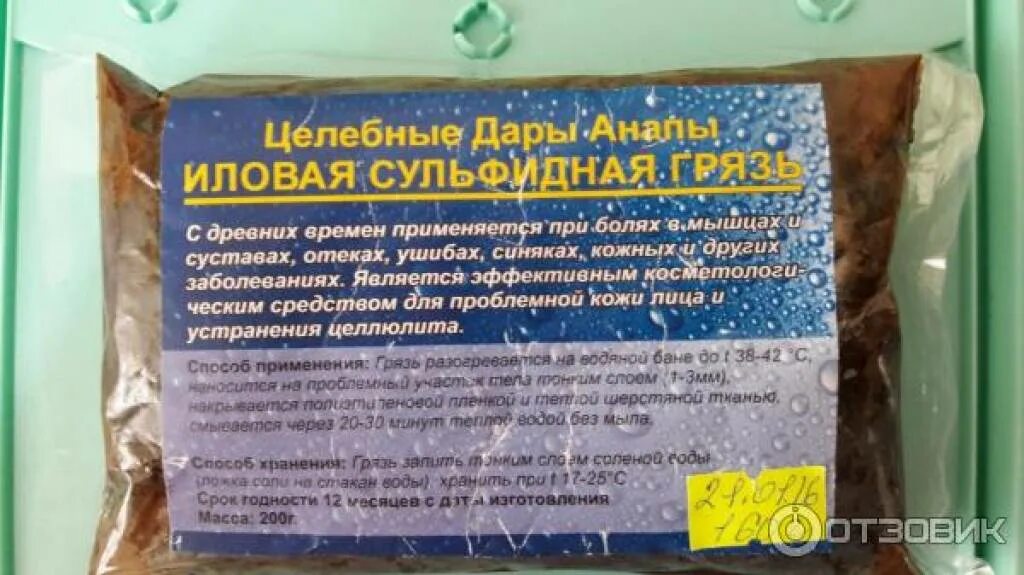 Целебные Дары Анапы
ИЛОВАЯ СУЛЬФИДНАЯ ГРЯЗЬ
С древних времен применяется при болях в мышцах и
суставах, отеках, ушибах, синяках, кожных и других
заболеваниях. Является эффективным косметологи-
ческим средством для проблемной кожи лица и
устранения целлюлита.
Способ применения: Грязь разогревается на водяной бане до t 38-42 °C,
наносится на проблемный участок тела тонким слоем (1-3мм),
накрывается полиэтиленовой пленкой и теплой шерстяной тканью,
смывается через 20-30 минут теплой водой без мыла.
Способ хранения: Грязь залить тонким слоем соленой воды
(ложка соли на стакан воды) хранить при t 17-25°C
Срок годности 12 месяцев с даты изготовления
Масса: 200г.
ОТЗОВИК